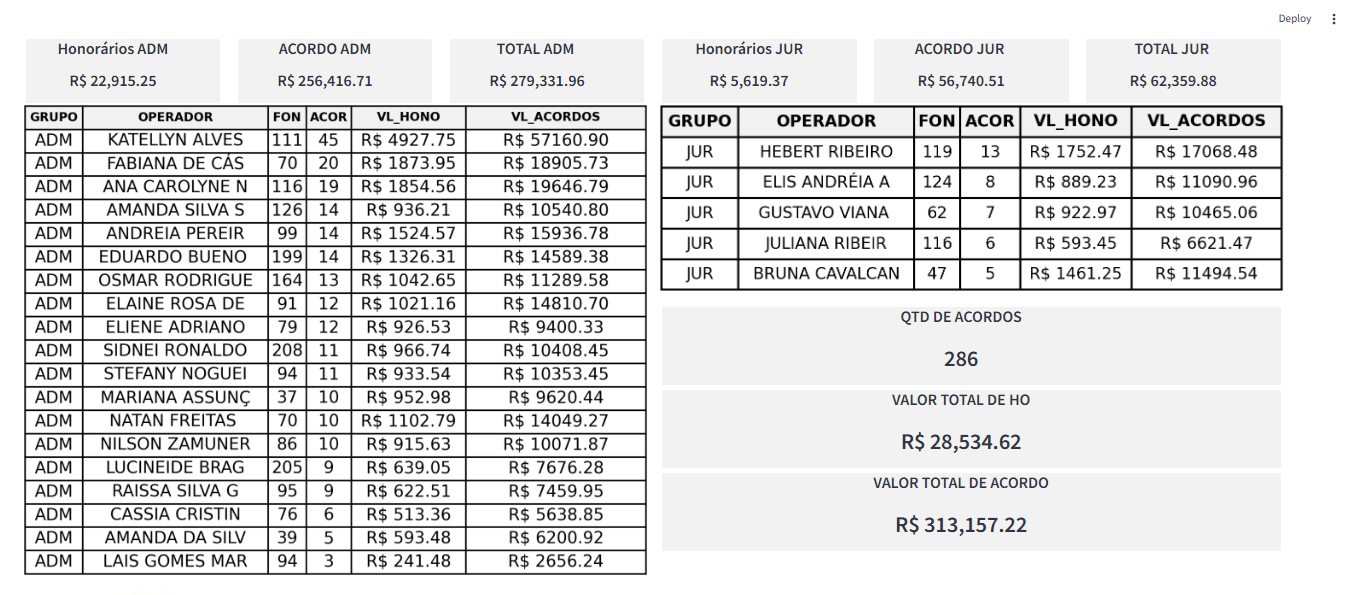 Deploy
Honorários ADM
R$ 22,915.25
ACORDO ADM
R$ 256,416.71
TOTAL ADM
R$ 279,331.96
Honorários JUR
R$ 5,619.37
ACORDO JUR
R$ 56,740.51
TOTAL JUR
R$ 62,359.88
GRUPO OPERADOR FON ACOR VL_HONO VL_ACORDOS
ADM KATELLYN ALVES 111 45 R$ 4927.75 R$ 57160.90
ADM FABIANA DE CÁS 70 20 R$ 1873.95 R$ 18905.73
ADM ANA CAROLYNE N 116 19 R$ 1854.56 R$ 19646.79
ADM AMANDA SILVA S 126 14 R$ 936.21 R$ 10540.80
ADM ANDREIA PEREIR 99 14 R$ 1524.57 R$ 15936.78
ADM EDUARDO BUENO 199 14 R$ 1326.31 R$ 14589.38
ADM OSMAR RODRIGUE 164 13 R$ 1042.65 R$ 11289.58
ADM ELAINE ROSA DE 91 12 R$ 1021.16 R$ 14810.70
ADM ELIENE ADRIANO 79 12 R$ 926.53 R$ 9400.33
ADM SIDNEI RONALDO 208 11 R$ 966.74 R$ 10408.45
ADM STEFANY NOGUEI 94 11 R$ 933.54 R$ 10353.45
ADM MARIANA ASSUNÇ 37 10 R$ 952.98 R$ 9620.44
ADM NATAN FREITAS 70 10 R$ 1102.79 R$ 14049.27
ADM NILSON ZAMUNER 86 10 R$ 915.63 R$ 10071.87
ADM LUCINEIDE BRAG 205 9 R$ 639.05 R$ 7676.28
ADM RAISSA SILVA G 95 9 R$ 622.51 R$ 7459.95
ADM CASSIA CRISTIN 76 6 R$ 513.36 R$ 5638.85
ADM AMANDA DA SILV 39 5 R$ 593.48 R$ 6200.92
ADM LAIS GOMES MAR 94 3 R$ 241.48 R$ 2656.24
GRUPO OPERADOR FON ACOR VL_HONO VL_ACORDOS
JUR HEBERT RIBEIRO 119 13 R$ 1752.47 R$ 17068.48
JUR ELIS ANDRÉIA A 124 8 R$ 889.23 R$ 11090.96
JUR GUSTAVO VIANA 62 7 R$ 922.97 R$ 10465.06
JUR JULIANA RIBEIR 116 6 R$ 593.45 R$ 6621.47
JUR BRUNA CAVALCAN 47 5 R$ 1461.25 R$ 11494.54
QTD DE ACORDOS
286
VALOR TOTAL DE HO
R$ 28,534.62
VALOR TOTAL DE ACORDO
R$ 313,157.22